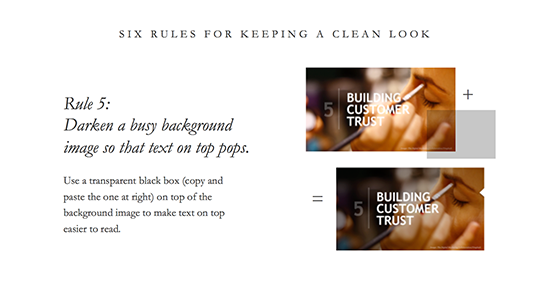 SIX RULES FOR KEEPING A CLEAN LOOK
Rule 5:
Darken a busy background
image so that text on top pops.
Use a transparent black box (copy and
paste the one at right) on top of the
background image to make text on top
easier to read.
5
BUILDING
CUSTOMER
TRUST
+
=
5
BUILDING
CUSTOMER
TRUST